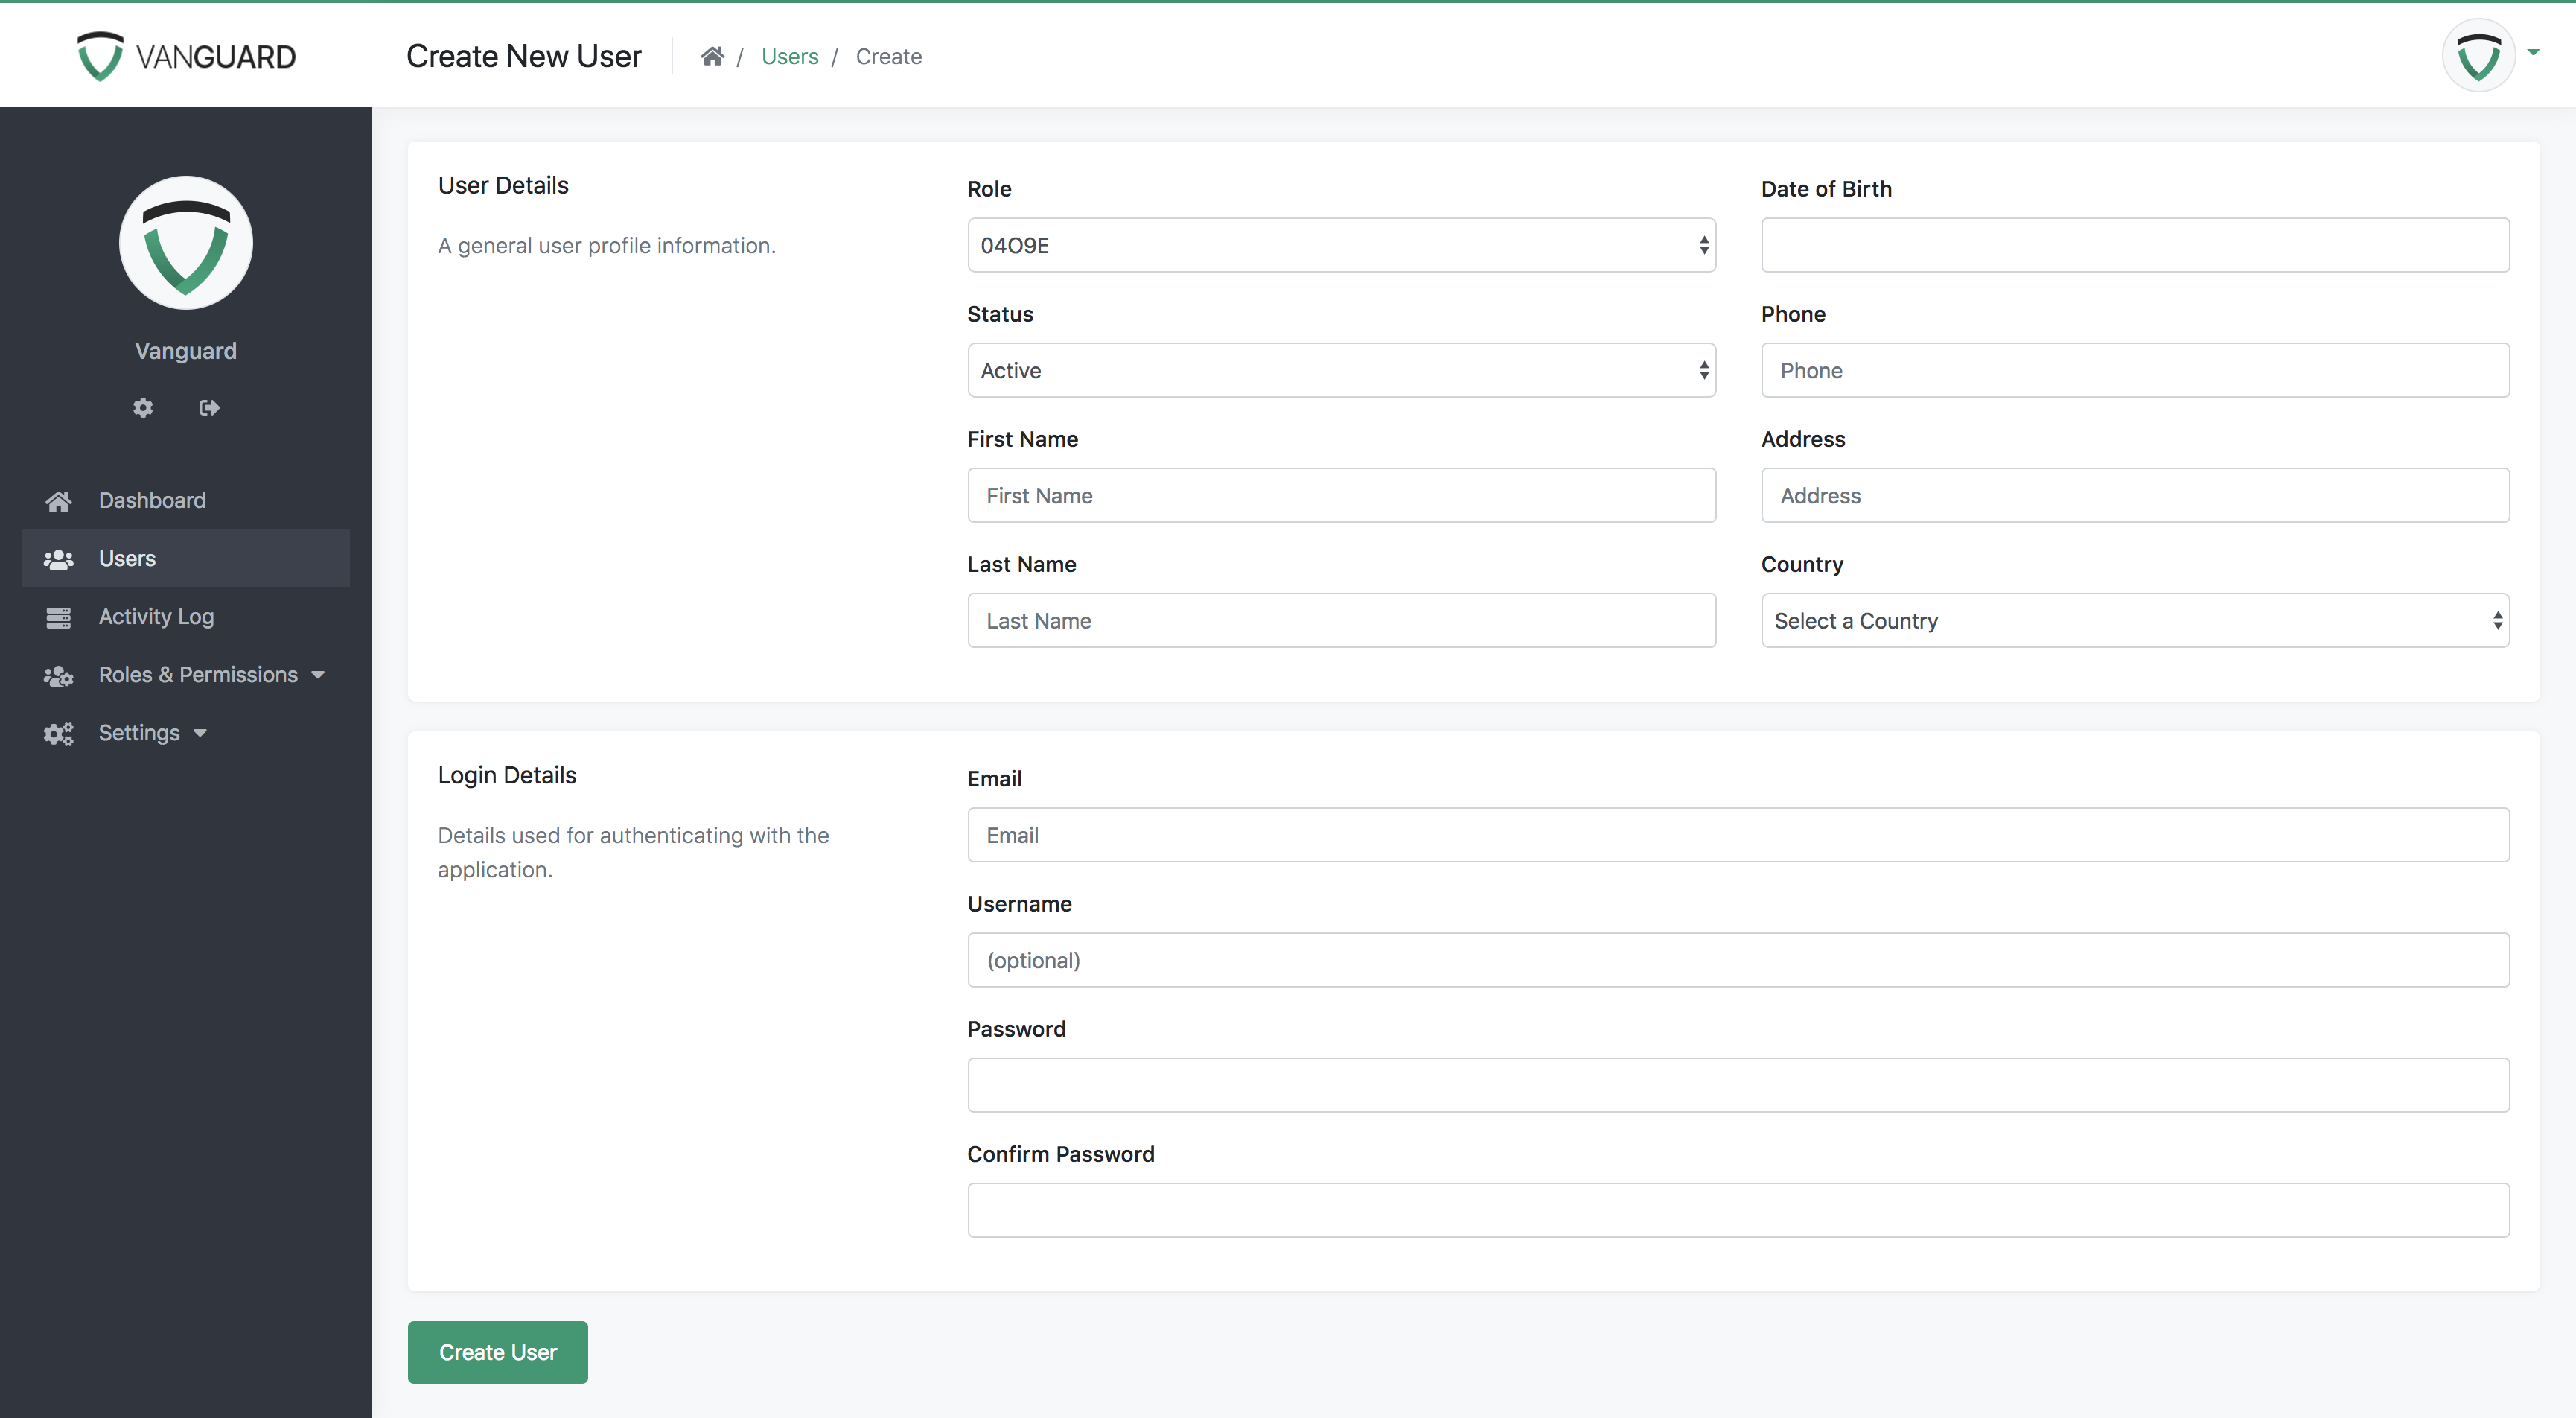 VANGUARD
Create New User / Users / Create
Vanguard
Dashboard
Users
Activity Log
Roles & Permissions
Settings
User Details
A general user profile information.
Role
04O9E
Date of Birth
Status
Active
Phone
Phone
First Name
First Name
Address
Address
Last Name
Last Name
Country
Select a Country
Login Details
Details used for authenticating with the
application.
Email
Email
Username
(optional)
Password
Confirm Password
Create User